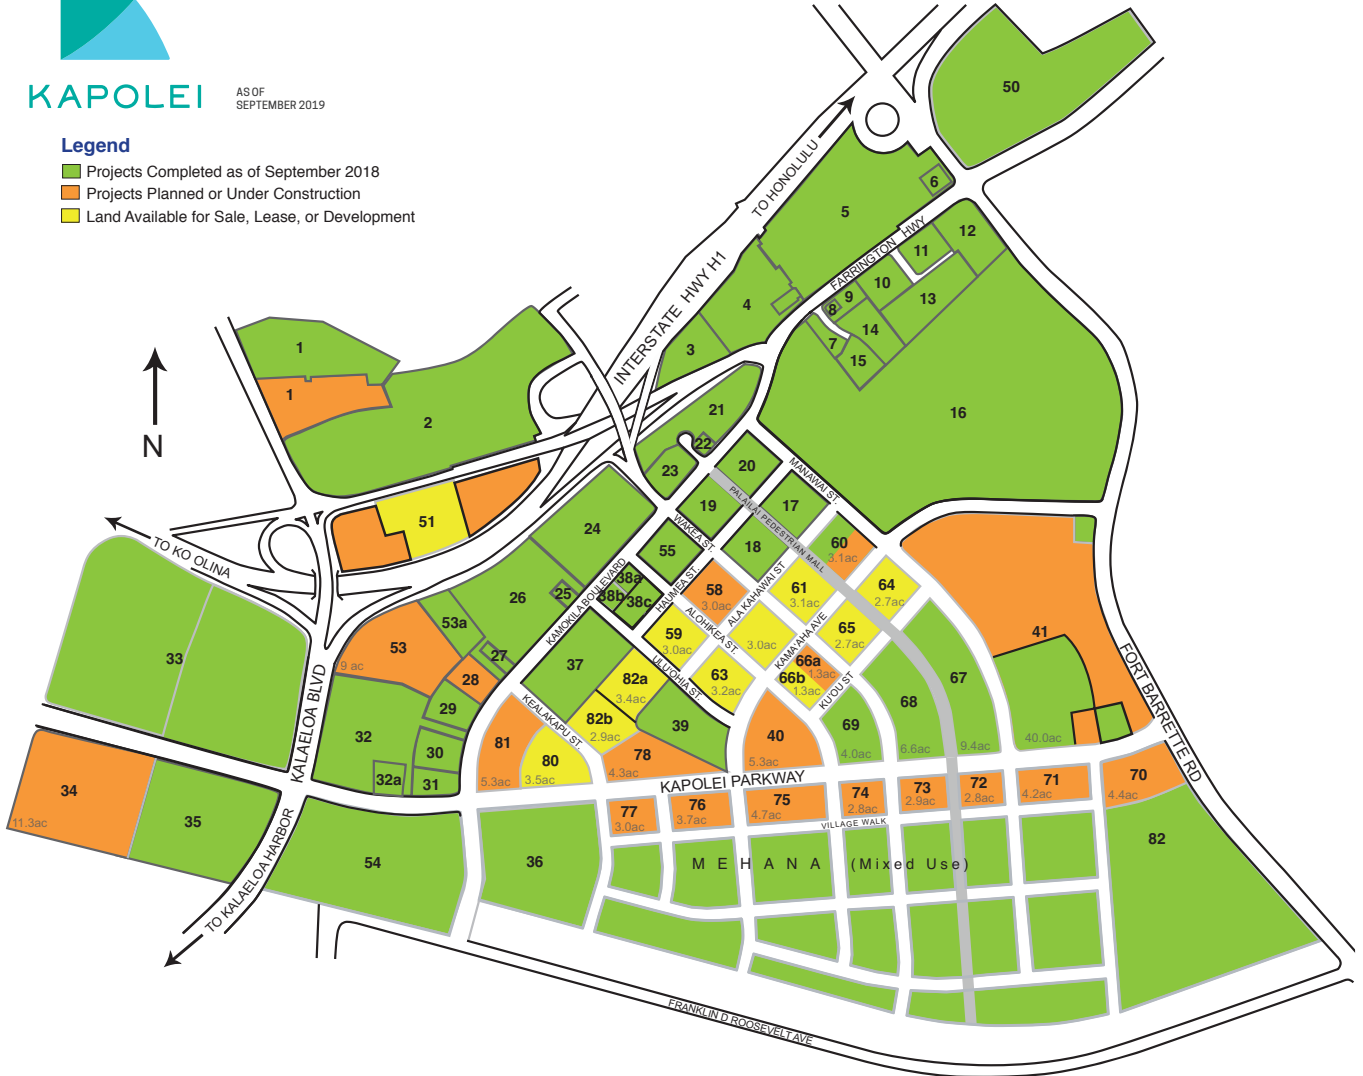 KAPOLEI
AS OF
SEPTEMBER 2019
Legend
Projects Completed as of September 2018
Projects Planned or Under Construction
Land Available for Sale, Lease, or Development
N
50
6
5
TO HONOLULU
FARRINGTON HWY
12
11
10
9
8
13
14
7
15
4
3
INTERSTATE HWY H1
1
1
2
16
21
22
23
20
MANAWAI ST.
PALAILAI PEDESTRIAN MALL
19
17
18
WAKEA ST.
24
51
TO KO OLINA
55
60
3.1ac
38a
38b
38c
HAUMEA ST.
58
3.0ac
ALA KAHAWAI ST
61
3.1ac
64
2.7ac
26
25
KAMOKILA BOULEVARD
ALOHIKEA ST.
59
3.0ac
3.0ac
KAMA'AHA AVE
65
2.7ac
53a
53
9 ac
27
28
33
37
ULU'OHIA ST.
63
3.2ac
66a
1.3ac
66b
1.3ac
KU'OU ST
41
40.0ac
67
9.4ac
68
6.6ac
69
4.0ac
FORT BARRETTE RD
82a
3.4ac
82b
2.9ac
39
KEALAKAPU ST.
29
30
31
32
32a
KALAELOA BLVD
81
5.3ac
80
3.5ac
78
4.3ac
40
5.3ac
KAPOLEI PARKWAY
34
11.3ac
35
54
36
77
3.0ac
76
3.7ac
75
4.7ac
74
2.8ac
73
2.9ac
72
2.8ac
71
4.2ac
70
4.4ac
VILLAGE WALK
82
MEHANA (Mixed Use)
TO KALAELOA HARBOR
FRANKLIN D ROOSEVELT AVE